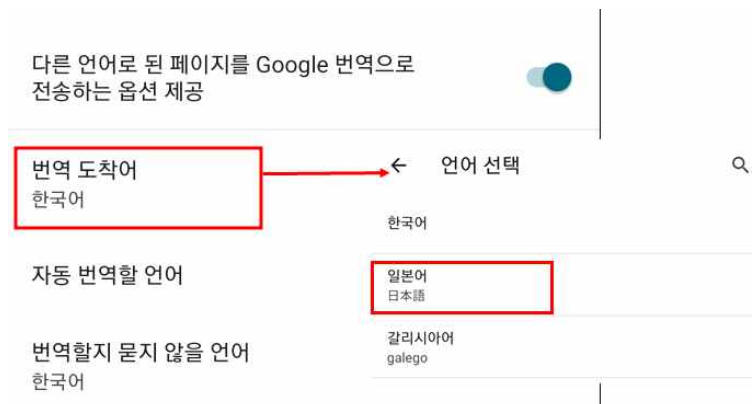 다른 언어로 된 페이지를 Google 번역으로
전송하는 옵션 제공
번역 도착어
한국어
자동 번역할 언어
번역할지 묻지 않을 언어
한국어
언어 선택
한국어
일본어
日本語
갈리시아어
galego